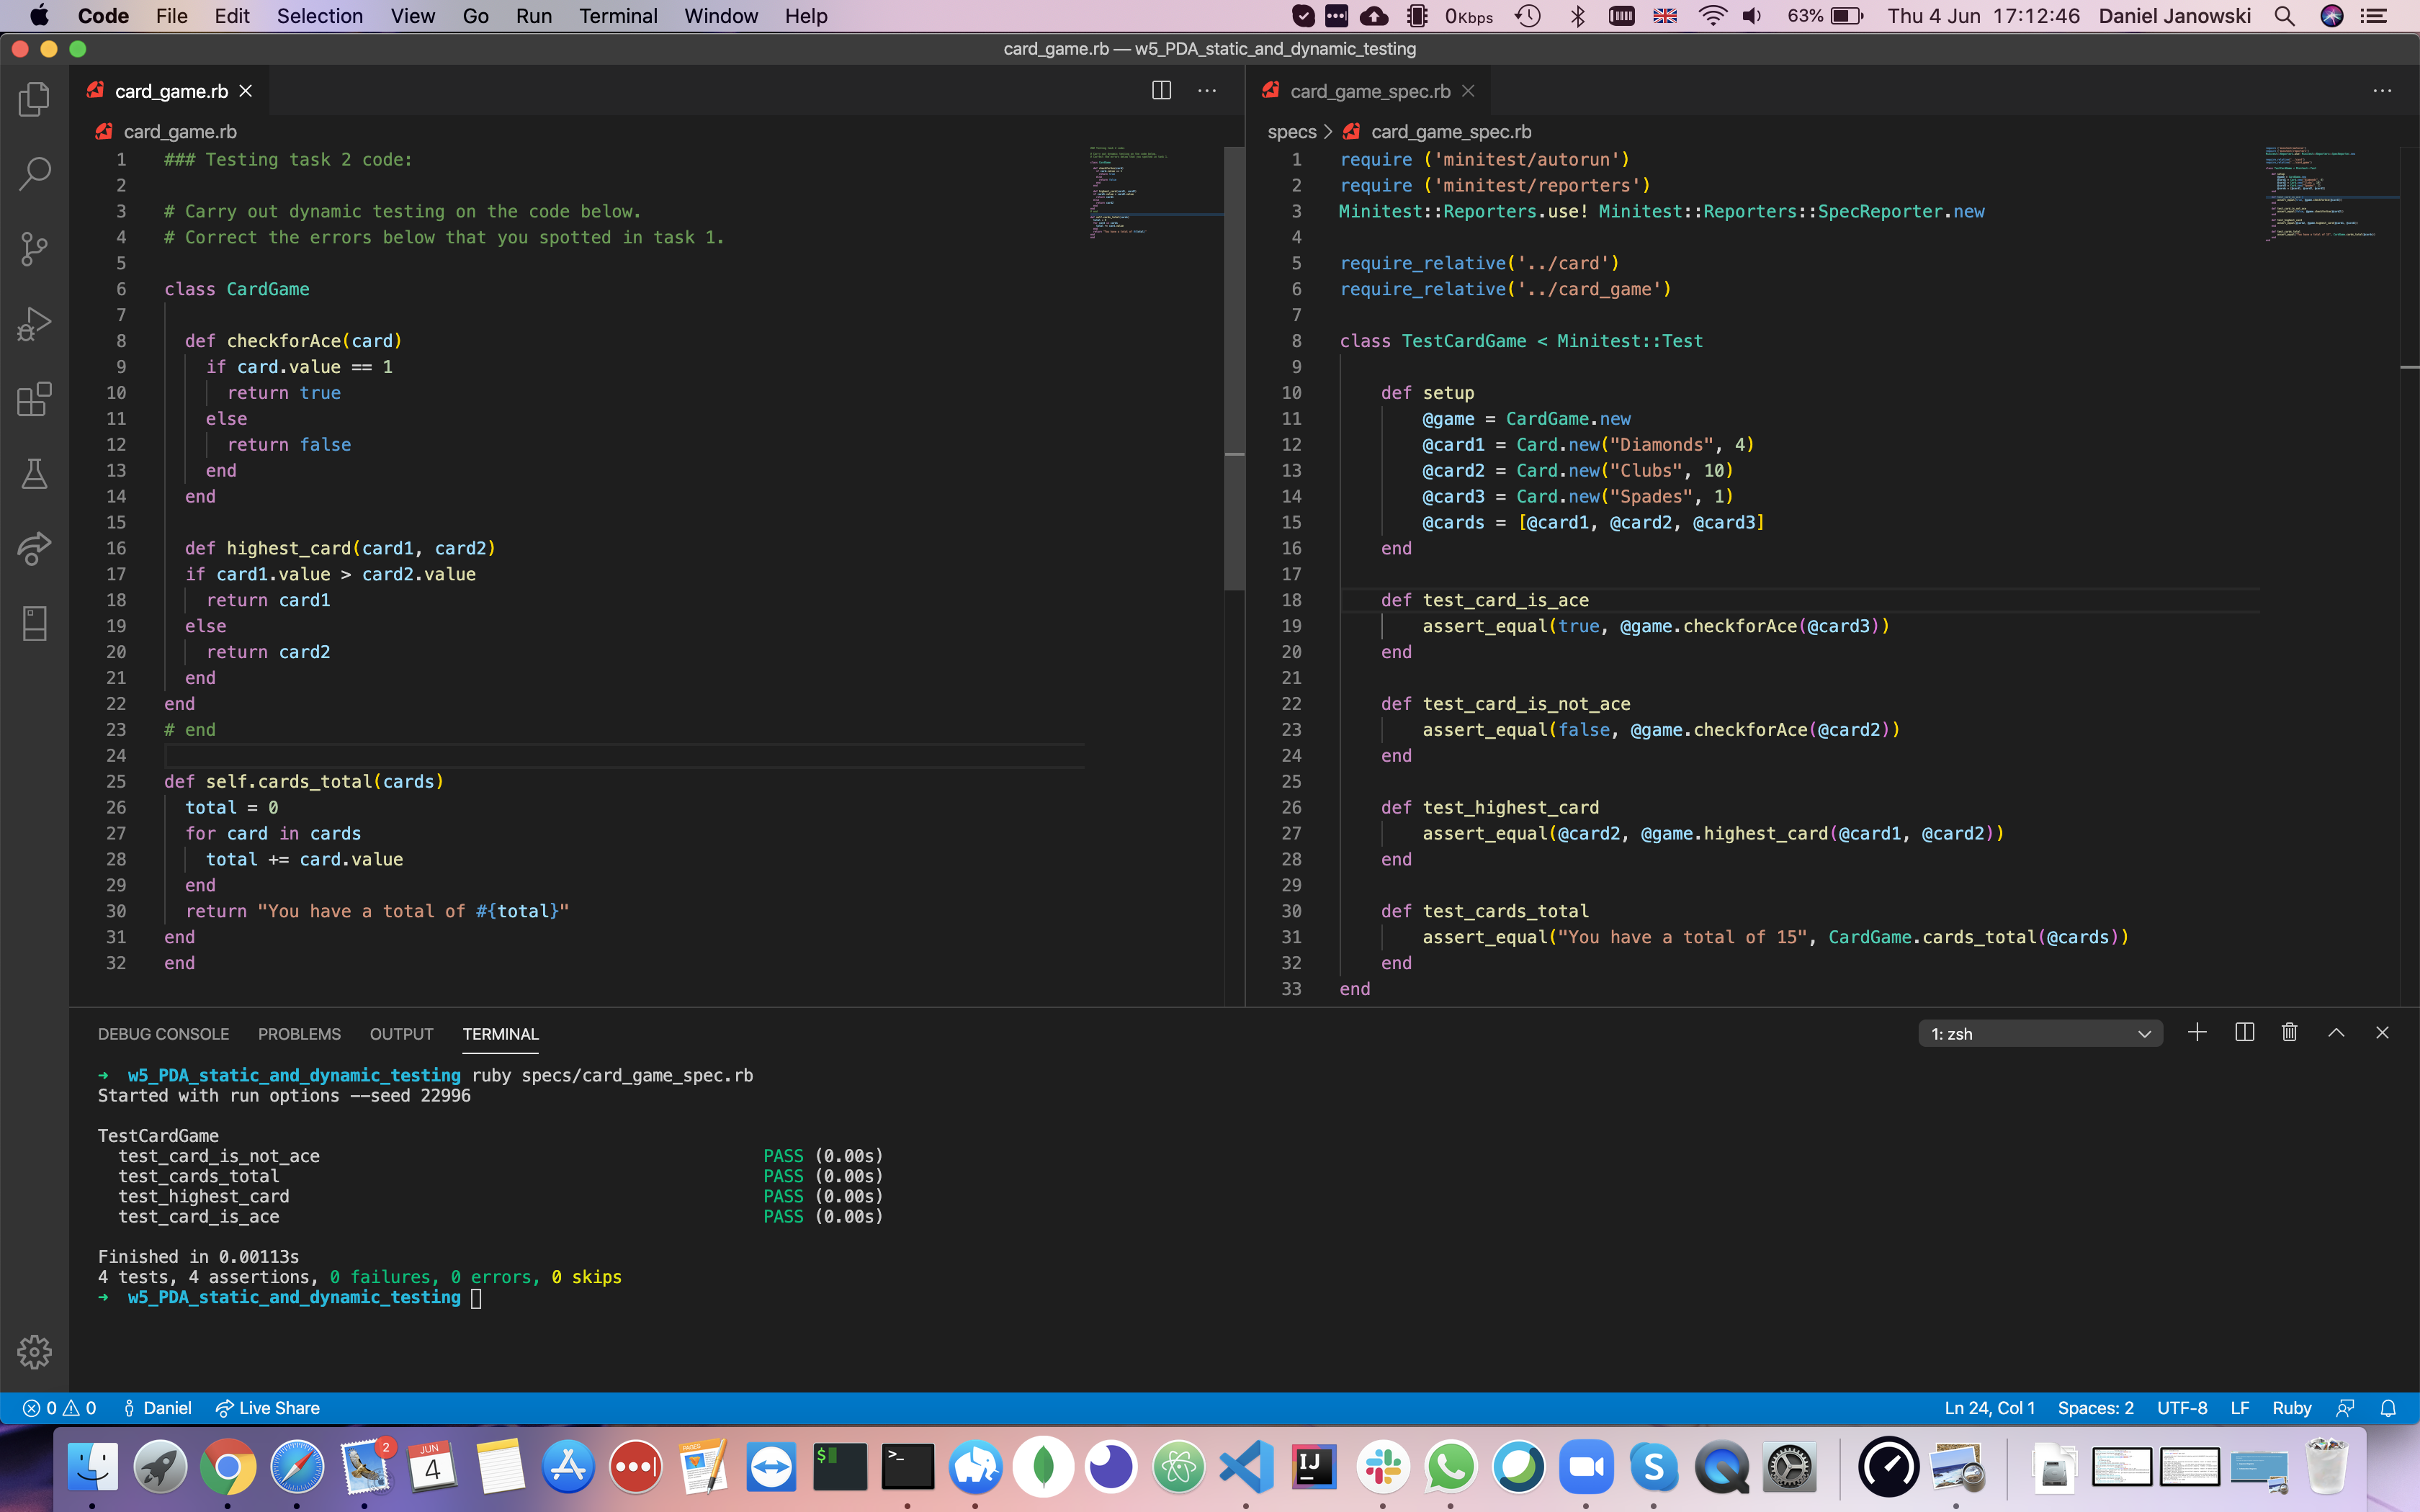 Code File Edit Selection View Go Run Terminal Window Help 0Kbps 63% Thu 4 Jun 17:12:46 Daniel Janowski
card_game.rb — w5_PDA_static_and_dynamic_testing
card_game.rb
card_game.rb
1 ### Testing task 2 code:
2
3 # Carry out dynamic testing on the code below.
4 # Correct the errors below that you spotted in task 1.
5
6 class CardGame
7
8 def checkforAce(card)
9 if card.value == 1
10 return true
11 else
12 return false
13 end
14 end
15
16 def highest_card(card1, card2)
17 if card1.value > card2.value
18 return card1
19 else
20 return card2
21 end
22 end
23 # end
24
25 def self.cards_total(cards)
26 total = 0
27 for card in cards
28 total += card.value
29 end
30 return "You have a total of #{total}"
31 end
32 end
card_game_spec.rb
specs > card_game_spec.rb
1 require ('minitest/autorun')
2 require ('minitest/reporters')
3 Minitest::Reporters.use! Minitest::Reporters::SpecReporter.new
4
5 require_relative('../card')
6 require_relative('../card_game')
7
8 class TestCardGame < Minitest::Test
9
10 def setup
11 @game = CardGame.new
12 @card1 = Card.new("Diamonds", 4)
13 @card2 = Card.new("Clubs", 10)
14 @card3 = Card.new("Spades", 1)
15 @cards = [@card1, @card2, @card3]
16 end
17
18 def test_card_is_ace
19 assert_equal(true, @game.checkforAce(@card3))
20 end
21
22 def test_card_is_not_ace
23 assert_equal(false, @game.checkforAce(@card2))
24 end
25
26 def test_highest_card
27 assert_equal(@card2, @game.highest_card(@card1, @card2))
28 end
29
30 def test_cards_total
31 assert_equal("You have a total of 15", CardGame.cards_total(@cards))
32 end
33 end
DEBUG CONSOLE PROBLEMS OUTPUT TERMINAL 1: zsh
➜ w5_PDA_static_and_dynamic_testing ruby specs/card_game_spec.rb
Started with run options --seed 22996
TestCardGame
test_card_is_not_ace PASS (0.00s)
test_cards_total PASS (0.00s)
test_highest_card PASS (0.00s)
test_card_is_ace PASS (0.00s)
Finished in 0.00113s
4 tests, 4 assertions, 0 failures, 0 errors, 0 skips
➜ w5_PDA_static_and_dynamic_testing
0 0 Daniel Live Share Ln 24, Col 1 Spaces: 2 UTF-8 LF Ruby
2 JUN 4 PAGES $ >_ IJ S